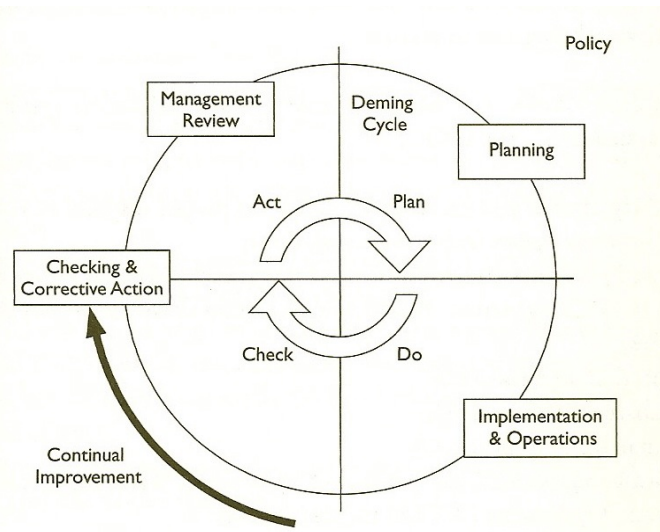 Policy
Management
Review
Deming
Cycle
Planning
Act
Plan
Checking &
Corrective Action
Check
Do
Implementation
& Operations
Continual
Improvement